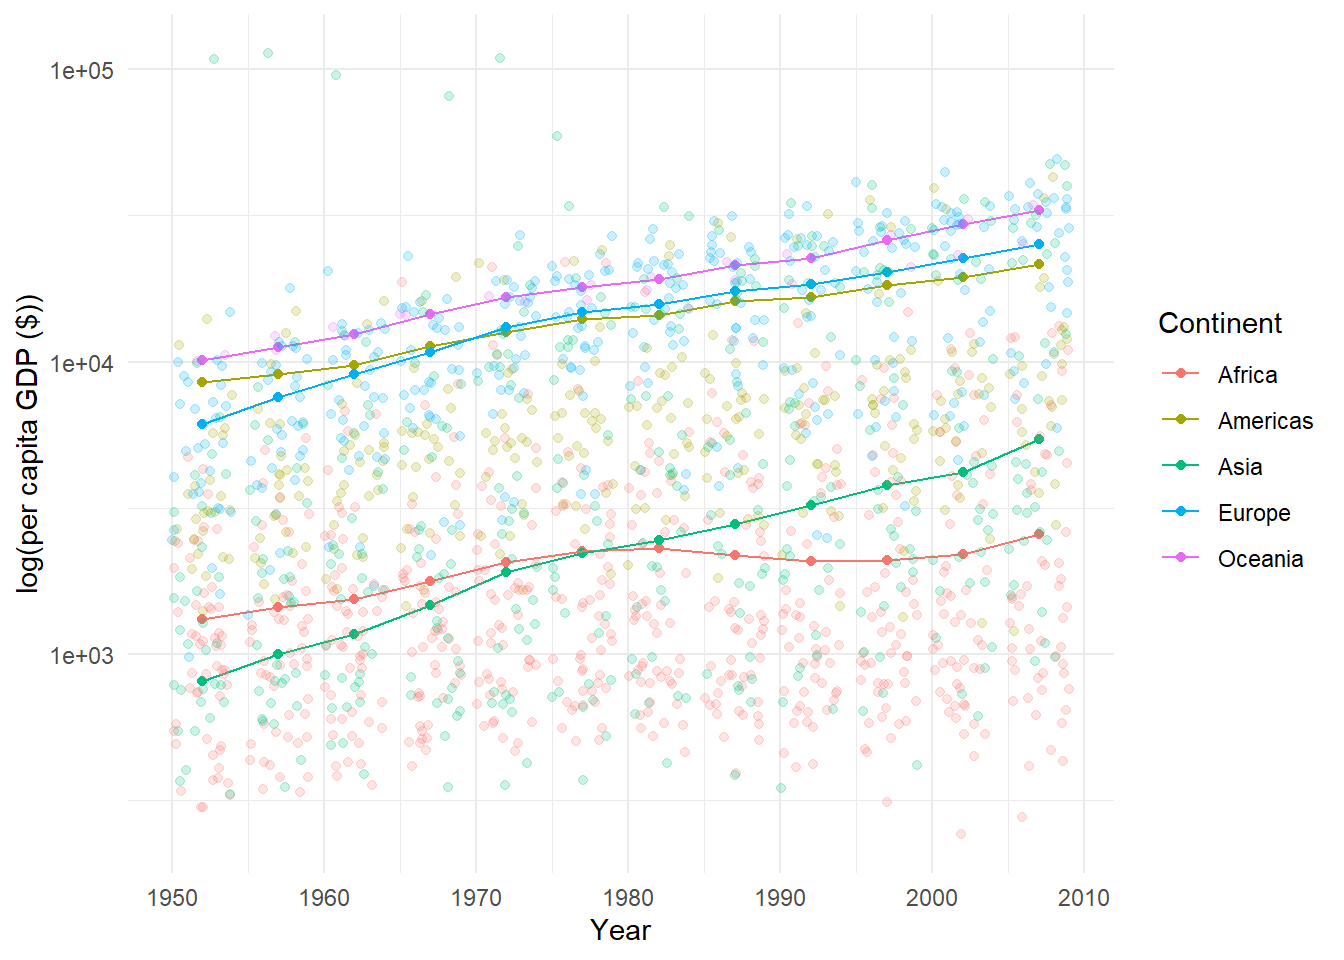 1e+05
1e+04
1e+03
log(per capita GDP ($))
1950 1960 1970 1980 1990 2000 2010
Year
Continent
Africa
Americas
Asia
Europe
Oceania